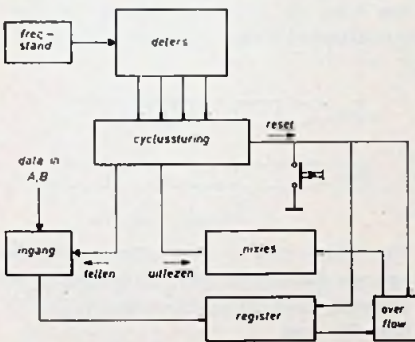 freq-
stand
delers
cyclussturing
reset
data in
A,B
ingang
tellen
uitlezen
nixies
register
over
flow